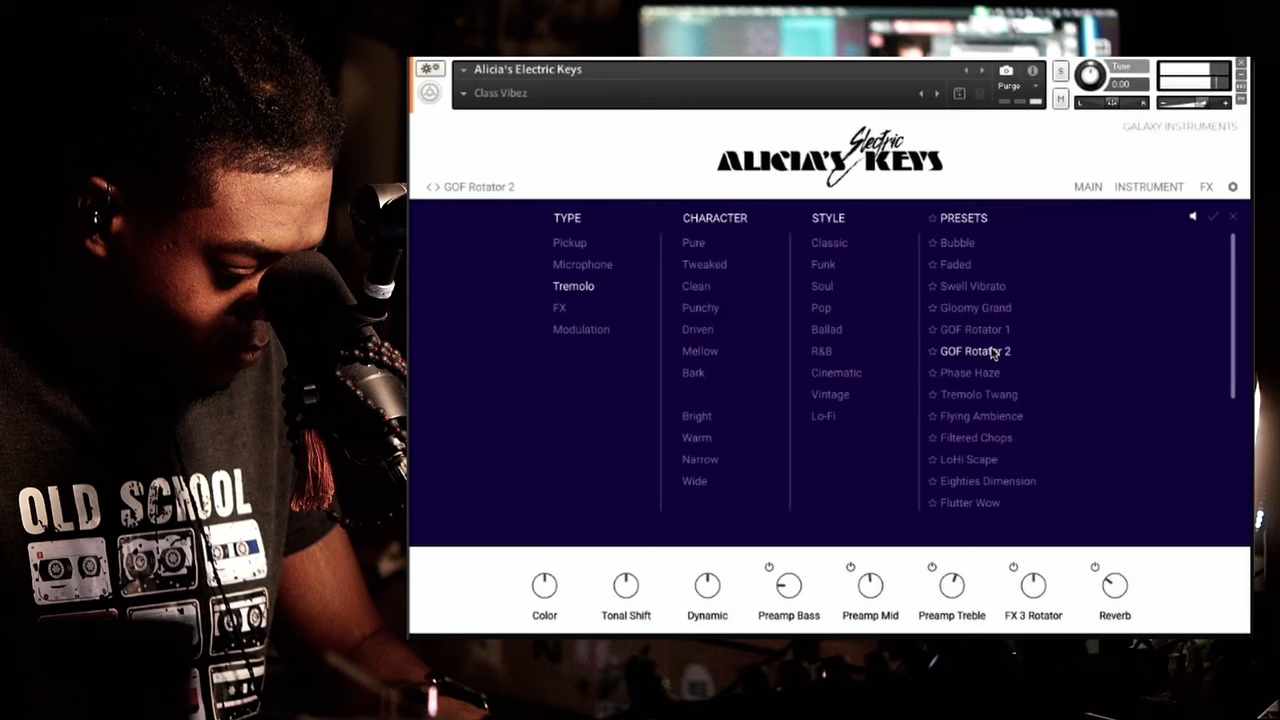 Alicia's Electric Keys
Class Vibez
Purge
S
M
Tune
0.00
L
R
GALAXY INSTRUMENTS
ALICIA'S Electric KEYS
GOF Rotator 2
MAIN INSTRUMENT FX
TYPE
Pickup
Microphone
Tremolo
FX
Modulation
CHARACTER
Pure
Tweaked
Clean
Punchy
Driven
Mellow
Bark
Bright
Warm
Narrow
Wide
STYLE
Classic
Funk
Soul
Pop
Ballad
R&B
Cinematic
Vintage
Lo-Fi
PRESETS
Bubble
Faded
Swell Vibrato
Gloomy Grand
GOF Rotator 1
GOF Rotator 2
Phase Haze
Tremolo Twang
Flying Ambience
Filtered Chops
LoHi Scape
Eighties Dimension
Flutter Wow
Color
Tonal Shift
Dynamic
Preamp Bass
Preamp Mid
Preamp Treble
FX 3 Rotator
Reverb
OLD SCHOOL